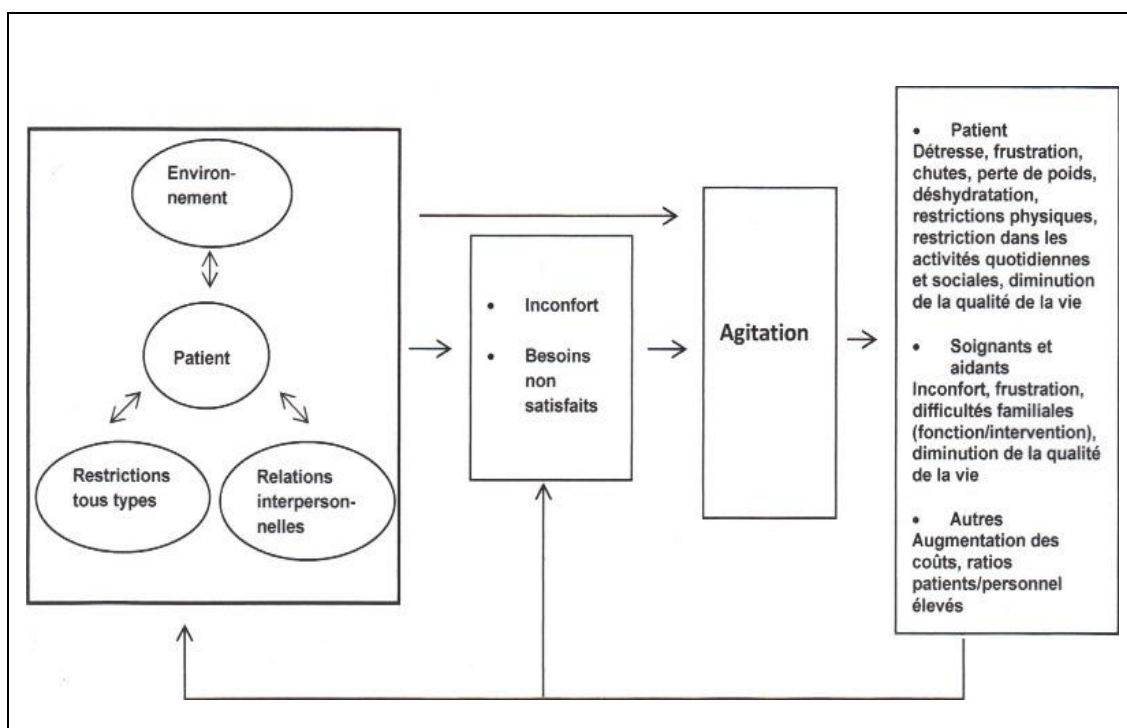 Environ-
nement
Patient
Restrictions
tous types
Relations
interperson-
nelles
• Inconfort
• Besoins
non
satisfaits
Agitation
• Patient
Détresse, frustration,
chutes, perte de poids,
déshydratation,
restrictions physiques,
restriction dans les
activités quotidiennes
et sociales, diminution
de la qualité de la vie
• Soignants et
aidants
Inconfort, frustration,
difficultés familiales
(fonction/intervention),
diminution de la qualité
de la vie
• Autres
Augmentation des
coûts, ratios
patients/personnel
élevés